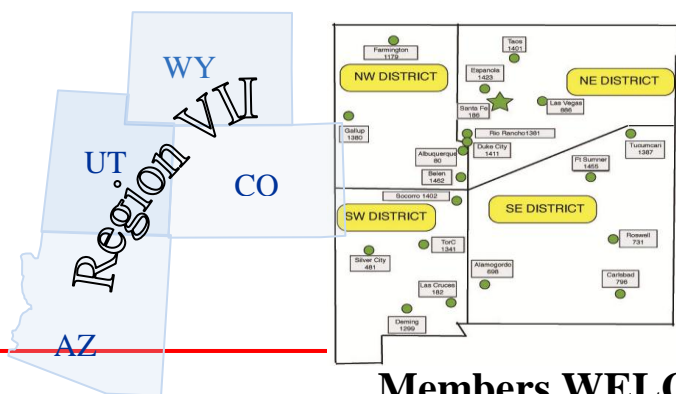 WY
Region VII
UT
CO
AZ
Farmington
1179
NW DISTRICT
Gallup
1380
Taos
1401
Espanola
1423
NE DISTRICT
Santa Fe
186
Las Vegas
886
Rio Rancho1381
Duke City
1411
Albuquerque
80
Belen
1462
Tucumcari
1387
Ft Sumner
1465
Socorro 1402
SW DISTRICT
SE DISTRICT
TorC
1341
Silver City
481
Las Cruces
182
Deming
1299
Alamogordo
698
Roswell
731
Carlsbad
796
Members WELC